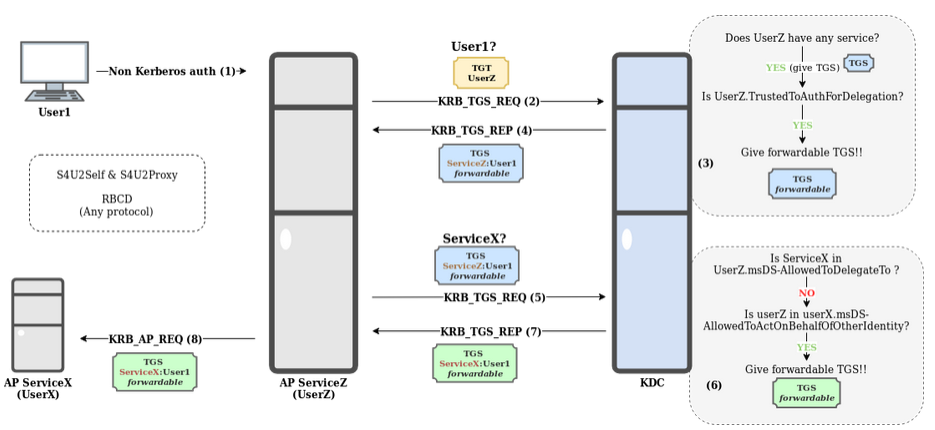 User1
Non Kerberos auth (1)
S4U2Self & S4U2Proxy
RBCD
(Any protocol)
AP ServiceX
(UserX)
KRB_AP_REQ (8)
TGS
ServiceX:User1
forwardable
AP ServiceZ
(UserZ)
User1?
TGT
UserZ
KRB_TGS_REQ (2)
KRB_TGS_REP (4)
TGS
ServiceZ:User1
forwardable
ServiceX?
TGS
ServiceZ:User1
forwardable
KRB_TGS_REQ (5)
KRB_TGS_REP (7)
TGS
ServiceX:User1
forwardable
KDC
Does UserZ have any service?
YES (give TGS) TGS
Is UserZ.TrustedToAuthForDelegation?
YES
Give forwardable TGS!!
(3)
TGS
forwardable
Is ServiceX in
UserZ.msDS-AllowedToDelegateTo ?
NO
Is userZ in userX.msDS-
AllowedToActOnBehalfOfOtherIdentity?
YES
Give forwardable TGS!!
(6)
TGS
forwardable